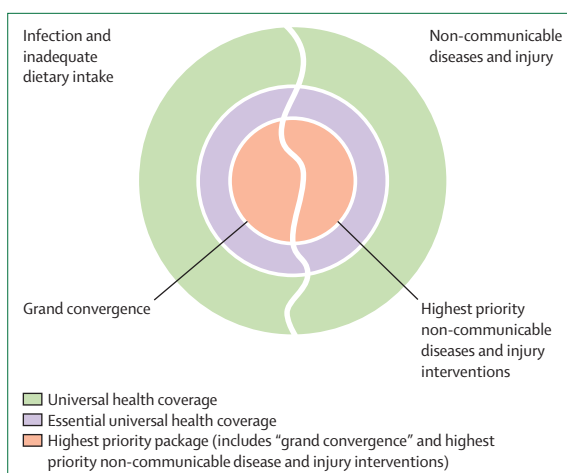 Infection and
inadequate
dietary intake
Non-communicable
diseases and injury
Grand convergence
Highest priority
non-communicable
diseases and injury
interventions
Universal health coverage
Essential universal health coverage
Highest priority package (includes “grand convergence” and highest
priority non-communicable disease and injury interventions)